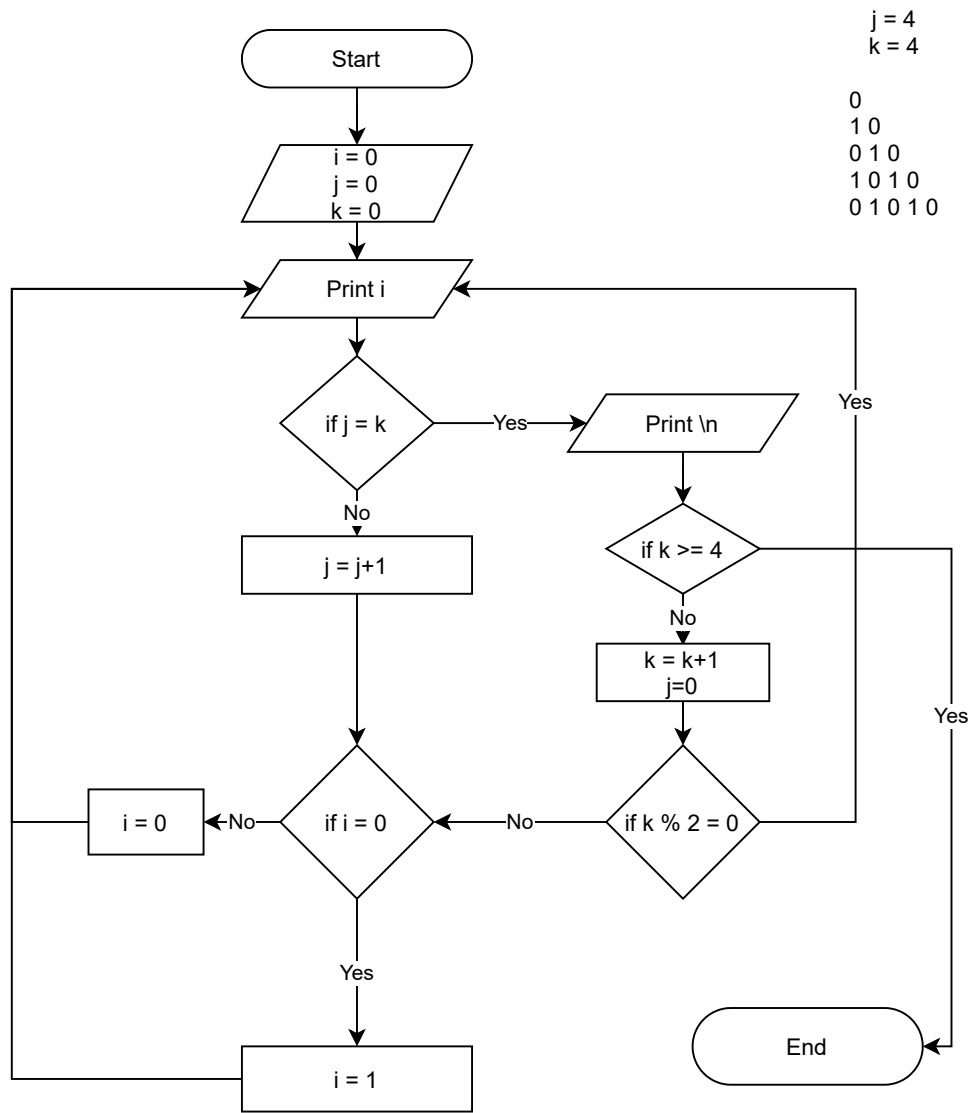 j = 4
k = 4
0
1 0
0 1 0
1 0 1 0
0 1 0 1 0
Start
i = 0
j = 0
k = 0
Print i
if j = k
Yes
Print \n
Yes
No
j = j+1
if k >= 4
No
k = k+1
j=0
Yes
i = 0
No
if i = 0
No
if k % 2 = 0
Yes
i = 1
End